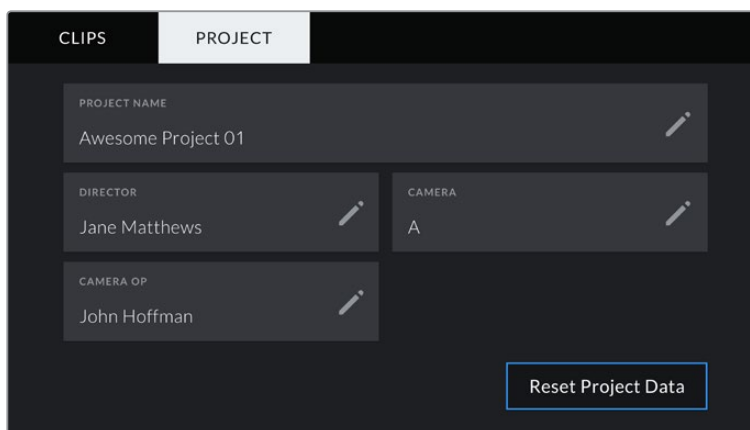 CLIPS
PROJECT
PROJECT NAME
Awesome Project 01
DIRECTOR
Jane Matthews
CAMERA
A
CAMERA OP
John Hoffman
Reset Project Data